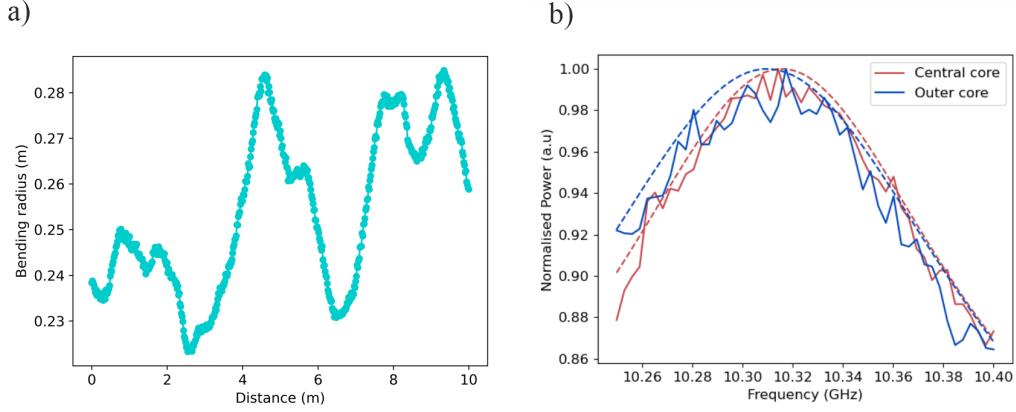 a)
0.28
0.27
0.26
0.25
0.24
0.23
Bending radius (m)
0 2 4 6 8 10
Distance (m)
b)
1.00
0.98
0.96
0.94
0.92
0.90
0.88
0.86
Normalised Power (a.u)
Central core
Outer core
10.26 10.28 10.30 10.32 10.34 10.36 10.38 10.40
Frequency (GHz)